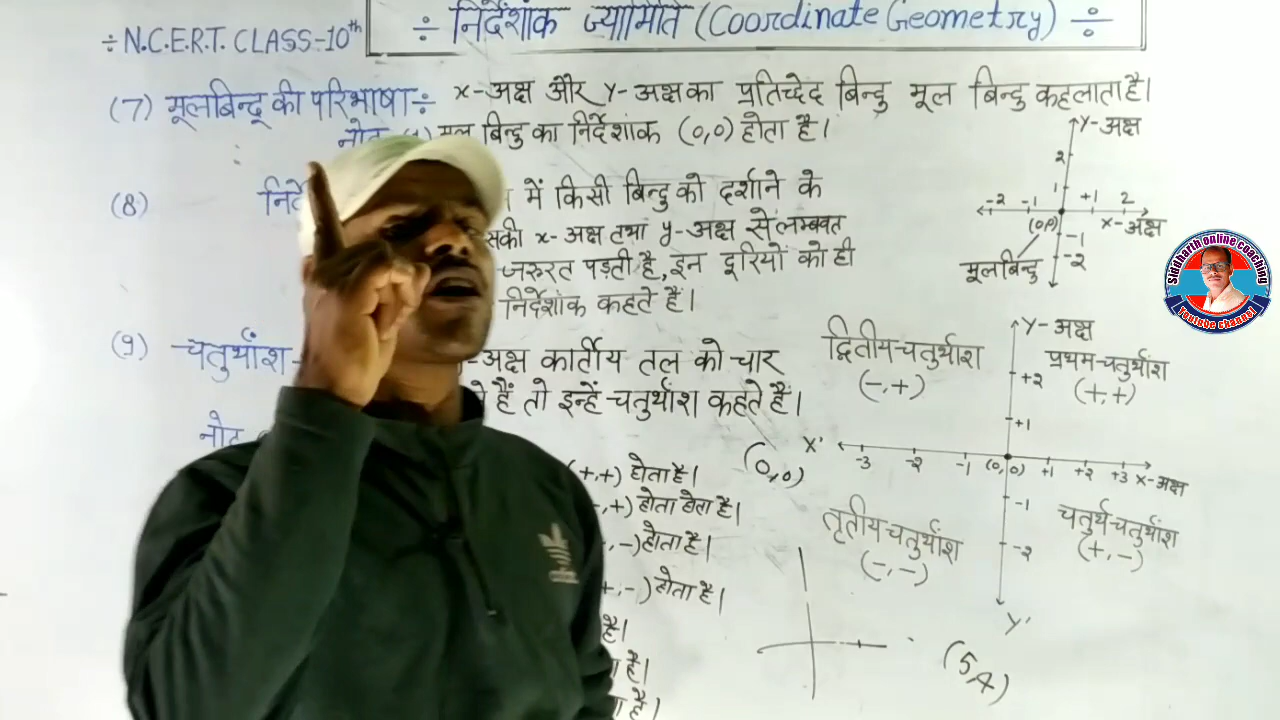 ÷ निर्देशांक ज्यामिति (Coordinate Geometry) ÷
÷ N.C.E.R.T. CLASS-10th
(7) मूलबिन्दू की परिभाषा ÷ x-अक्ष और Y-अक्ष का प्रतिच्छेद बिन्दु मूल बिन्दु कहलाता है।
नोट मूल बिन्दु का निर्देशांक (0,0) होता है।
Y-अक्ष
2
1
-2 -1 +1 2
(0,0) x-अक्ष
-1
-2
मूलबिन्दु
(8) में किसी बिन्दु को दर्शाने के
x-अक्ष तथा y-अक्ष से लम्बवत
जरुरत पड़ती है, इन दूरियों को ही
निर्देशांक कहते हैं।
Siddharth online coaching
Youtube channel
(9) चतुर्थांश - -अक्ष कार्तीय तल को चार
हैं तो इन्हें चतुर्थांश कहते हैं।
नोट
(+,+) होता है।
,+) होता होता है।
,-) होता है।
+,-) होता है।
है।
है।
है।
(0,0)
Y-अक्ष
द्वितीय-चतुर्थांश
(-,+)
प्रथम-चतुर्थांश
(+,+)
+2
+1
X' -3 -2 -1 (0,0) +1 +2 +3 x-अक्ष
-1
-2
तृतीय-चतुर्थांश
(-,-)
चतुर्थ-चतुर्थांश
(+,-)
Y'
(5,4)